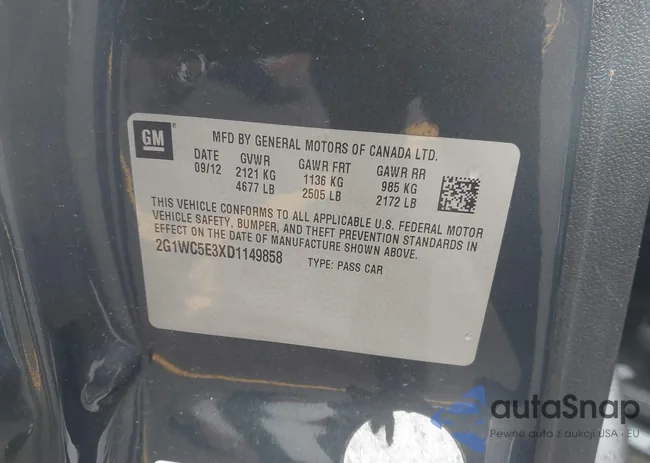 GM
MFD BY GENERAL MOTORS OF CANADA LTD.
DATE GVWR GAWR FRT GAWR RR
09/12 2121 KG 1136 KG 985 KG
4677 LB 2505 LB 2172 LB
THIS VEHICLE CONFORMS TO ALL APPLICABLE U.S. FEDERAL MOTOR
VEHICLE SAFETY, BUMPER, AND THEFT PREVENTION STANDARDS IN
EFFECT ON THE DATE OF MANUFACTURE SHOWN ABOVE.
2G1WC5E3XD1149858 TYPE: PASS CAR
autaSnap
Pewne auta z aukcji USA • EU